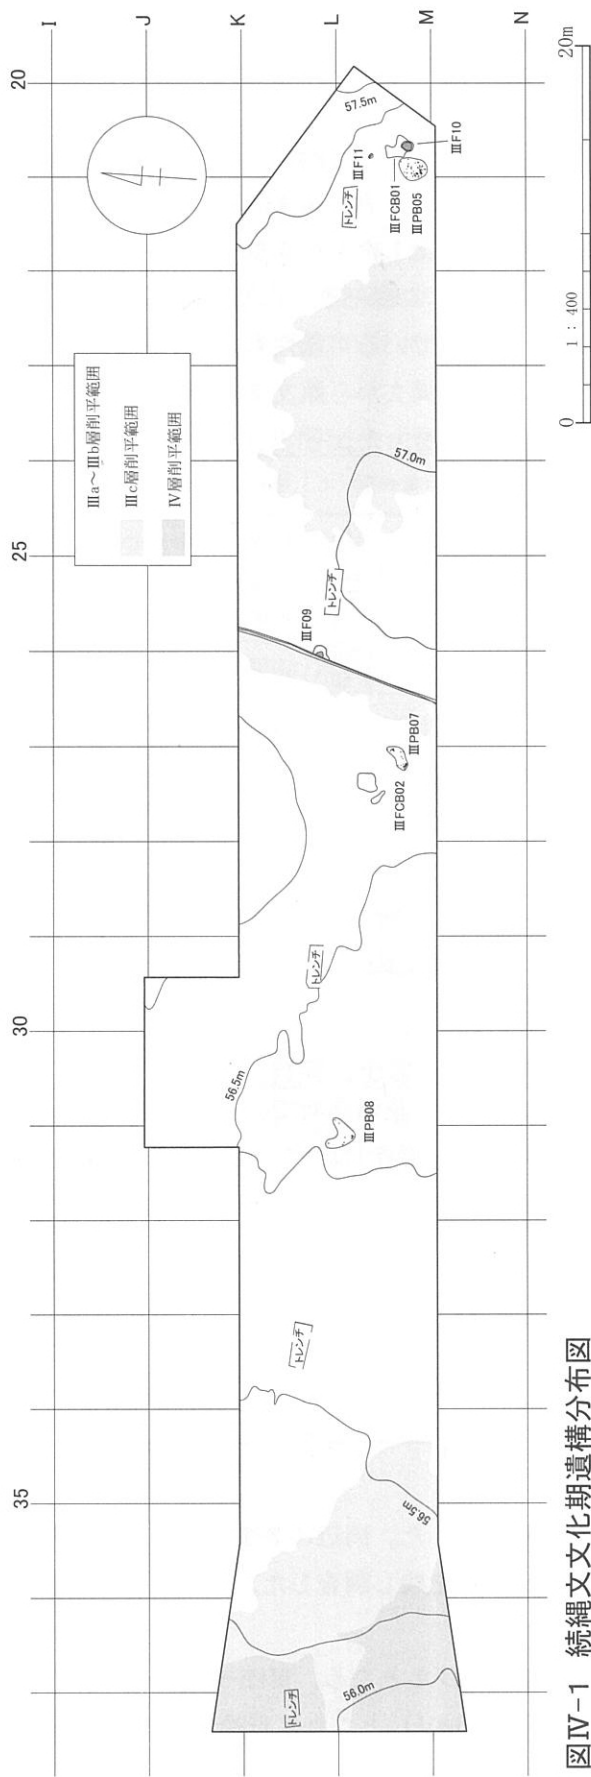 I
J
K
L
M
N
20
25
30
35
Ⅲa～Ⅲb層削平範囲
Ⅲc層削平範囲
Ⅳ層削平範囲
57.5m
ⅢF10
ⅢF11
トレンチ
ⅢFCB01
ⅢPB05
57.0m
トレンチ
ⅢF09
ⅢPB07
ⅢFCB02
トレンチ
56.5m
ⅢPB08
トレンチ
56.5m
トレンチ
56.0m
0
1 : 400
20m
図Ⅳ-1 続縄文文化期遺構分布図